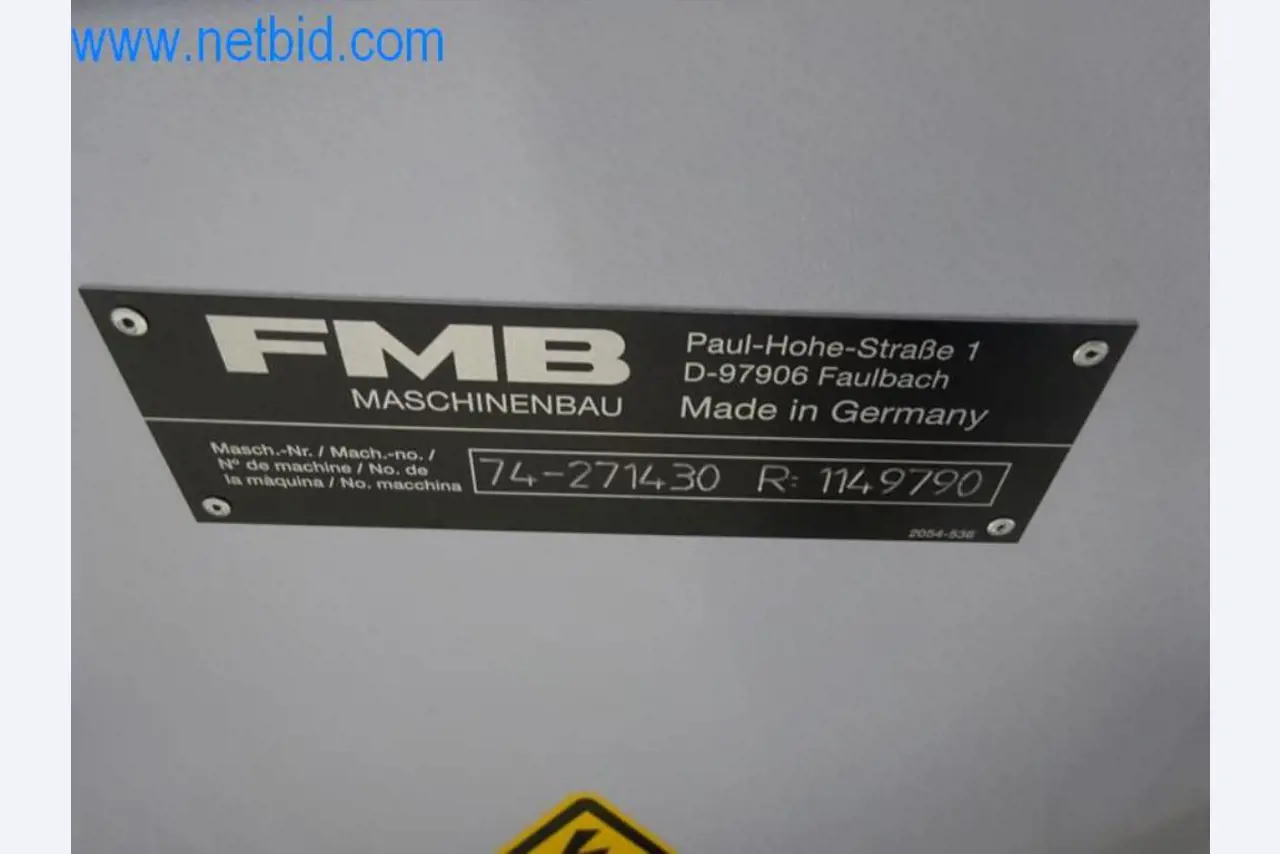 www.netbid.com
FMB
MASCHINENBAU
Paul-Hohe-Straße 1
D-97906 Faulbach
Made in Germany
Masch.-Nr. / Mach.-no. /
Nº de machine / No. de
la màquina / No. macchina
74-271430 R: 1149790
2054-536